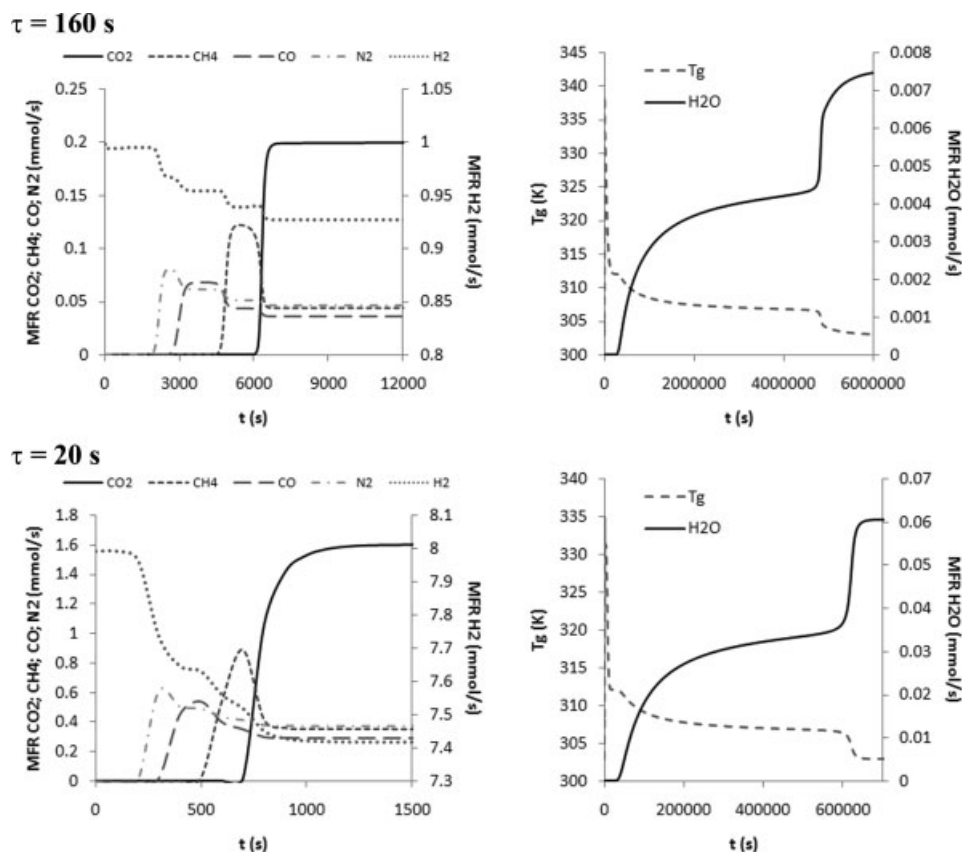 τ = 160 s
CO2 CH4 CO N2 H2
MFR CO2; CH4; CO; N2 (mmol/s)
0.25
0.2
0.15
0.1
0.05
0
1.05
1
0.95
0.9
0.85
0.8
MFR H2 (mmol/s)
0 3000 6000 9000 12000
t (s)
Tg (K)
345
340
335
330
325
320
315
310
305
300
Tg
H2O
0.008
0.007
0.006
0.005
0.004
0.003
0.002
0.001
0
MFR H2O (mmol/s)
0 2000000 4000000 6000000
t (s)
τ = 20 s
CO2 CH4 CO N2 H2
MFR CO2; CH4; CO; N2 (mmol/s)
1.8
1.6
1.4
1.2
1
0.8
0.6
0.4
0.2
0
8.1
8
7.9
7.8
7.7
7.6
7.5
7.4
7.3
MFR H2 (mmol/s)
0 500 1000 1500
t (s)
Tg (K)
340
335
330
325
320
315
310
305
300
Tg
H2O
0.07
0.06
0.05
0.04
0.03
0.02
0.01
0
MFR H2O (mmol/s)
0 200000 400000 600000
t (s)